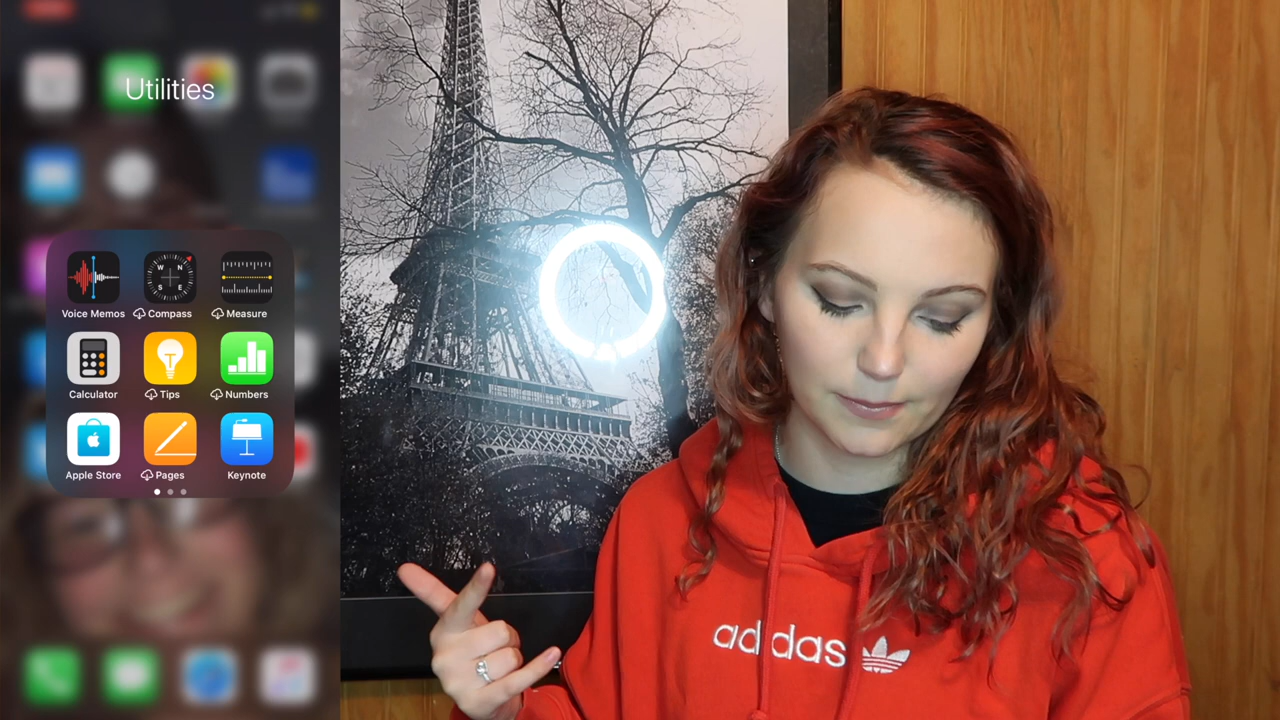 Utilities
W N
S E
Voice Memos
Compass
Measure
Calculator
Tips
Numbers
Apple Store
Pages
Keynote
adidas